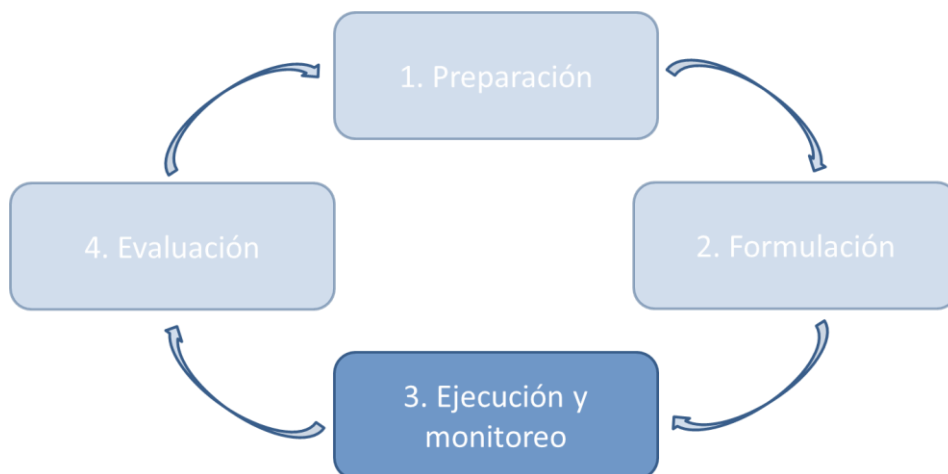 1. Preparación
4. Evaluación
2. Formulación
3. Ejecución y
monitoreo